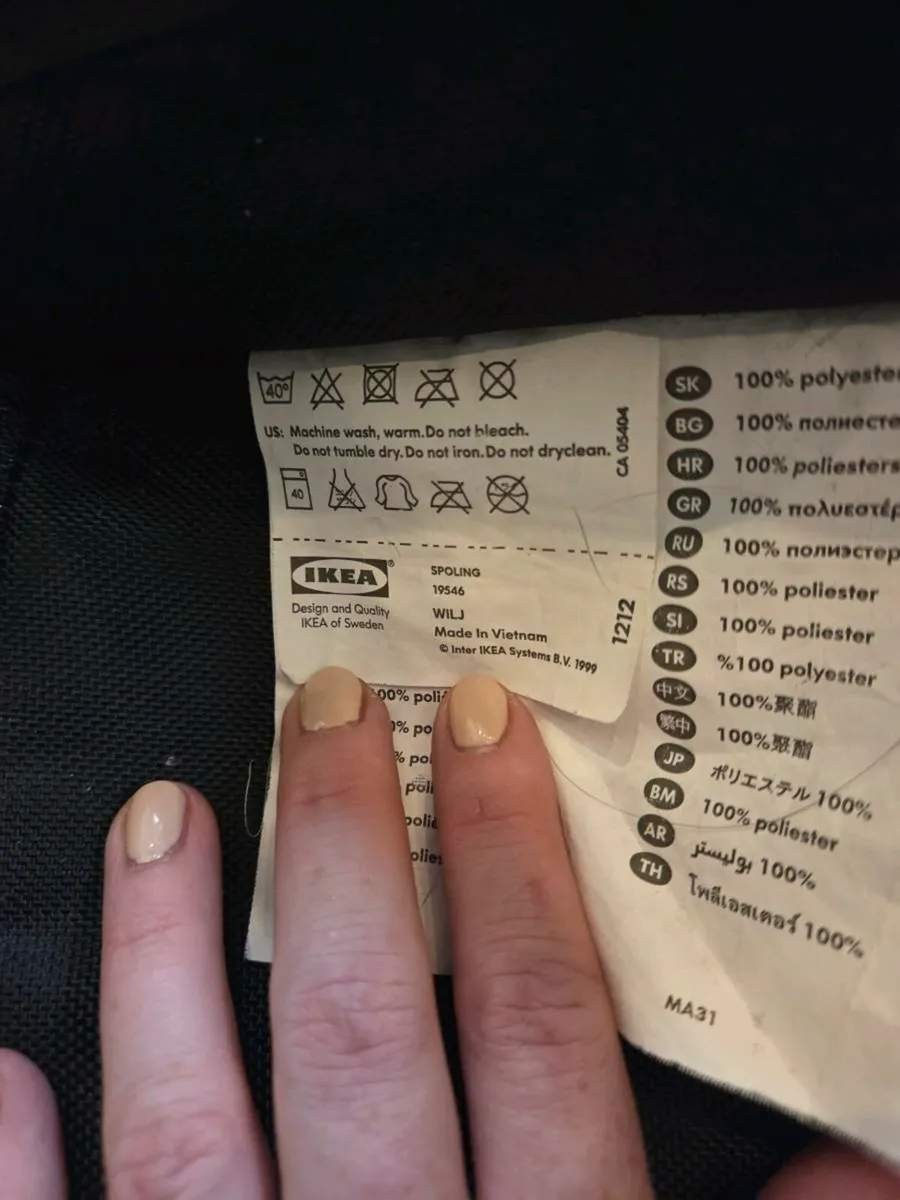 40°
US: Machine wash, warm.Do not bleach.
Do not tumble dry.Do not iron.Do not dryclean.
40
CA 05404
IKEA®
Design and Quality
IKEA of Sweden
SPOLING
19546
WILJ
Made In Vietnam
© Inter IKEA Systems B.V. 1999
1212
SK 100% polyeste
BG 100% полиесте
HR 100% poliesters
GR 100% πολυεστέρ
RU 100% полиэстер
RS 100% poliester
SI 100% poliester
TR %100 polyester
中文 100%聚酯
繁中 100%聚酯
JP ポリエステル 100%
BM 100% poliester
AR بوليستر 100%
TH โพลีเอสเตอร์ 100%
MA31